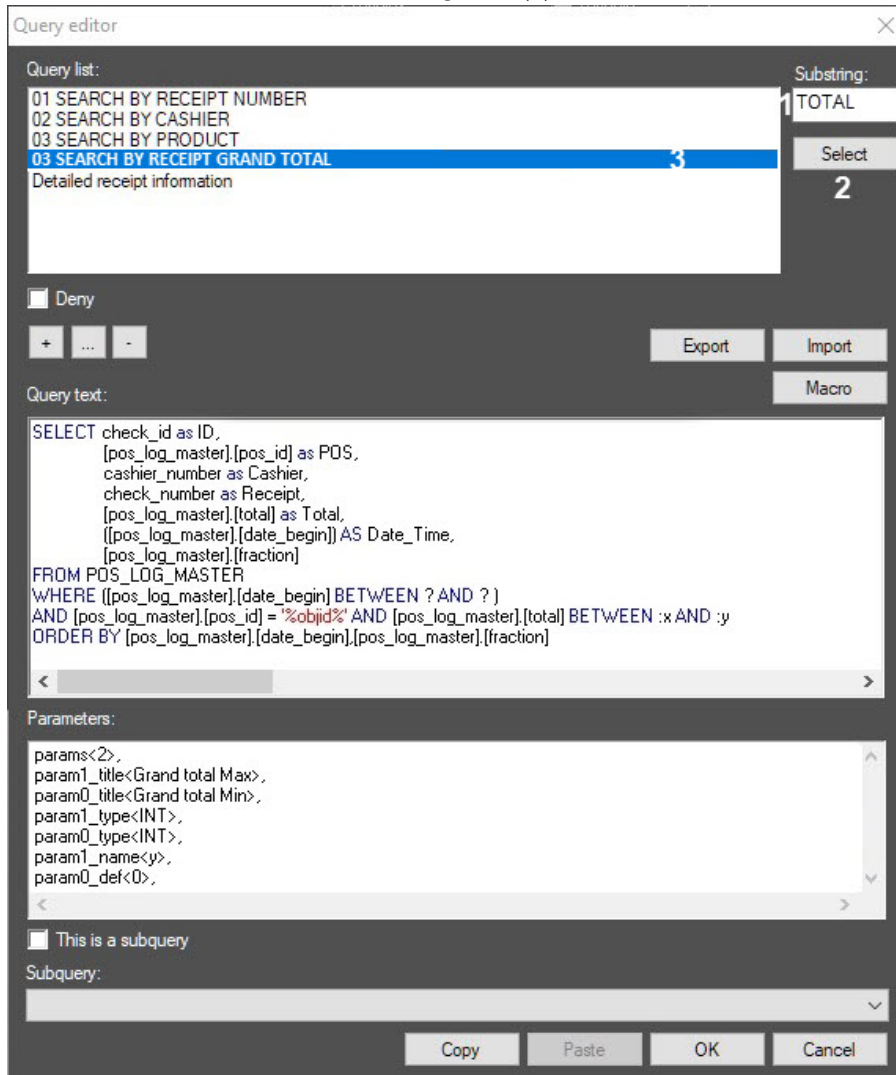 Query editor
Query list:
Substring:
01 SEARCH BY RECEIPT NUMBER
1 TOTAL
02 SEARCH BY CASHIER
03 SEARCH BY PRODUCT
03 SEARCH BY RECEIPT GRAND TOTAL 3
Select
Detailed receipt information
2
Deny
+ ... -
Export Import
Macro
Query text:
SELECT check_id as ID,
[pos_log_master].[pos_id] as POS,
cashier_number as Cashier,
check_number as Receipt,
[pos_log_master].[total] as Total,
([pos_log_master].[date_begin]) AS Date_Time,
[pos_log_master].[fraction]
FROM POS_LOG_MASTER
WHERE ([pos_log_master].[date_begin] BETWEEN ? AND ? )
AND [pos_log_master].[pos_id] = '%objid%' AND [pos_log_master].[total] BETWEEN :x AND :y
ORDER BY [pos_log_master].[date_begin],[pos_log_master].[fraction]
Parameters:
params<2>,
param1_title<Grand total Max>,
param0_title<Grand total Min>,
param1_type<INT>,
param0_type<INT>,
param1_name<y>,
param0_def<0>,
This is a subquery
Subquery:
Copy Paste OK Cancel